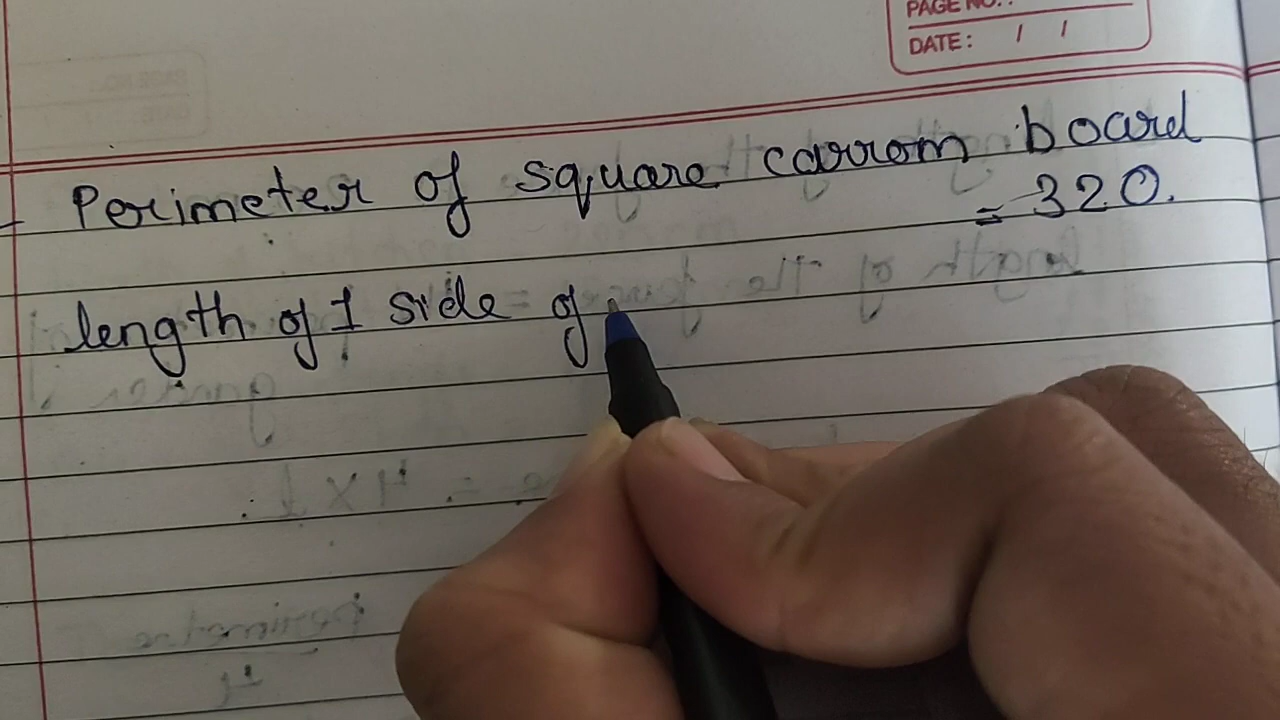 PAGE NO.:
DATE: / /
Perimeter of square carrom board
= 320.
length of 1 side of